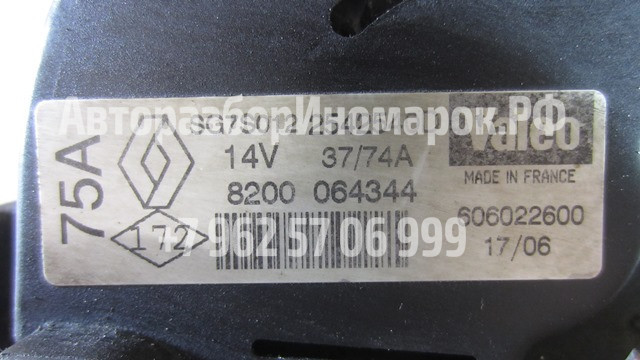 АвторазборИномарок.РФ
SG7S012
75A
14V 37/74A
Valeo
8200 064344
MADE IN FRANCE
172
+7 962 57 06 999
606022600
17/06